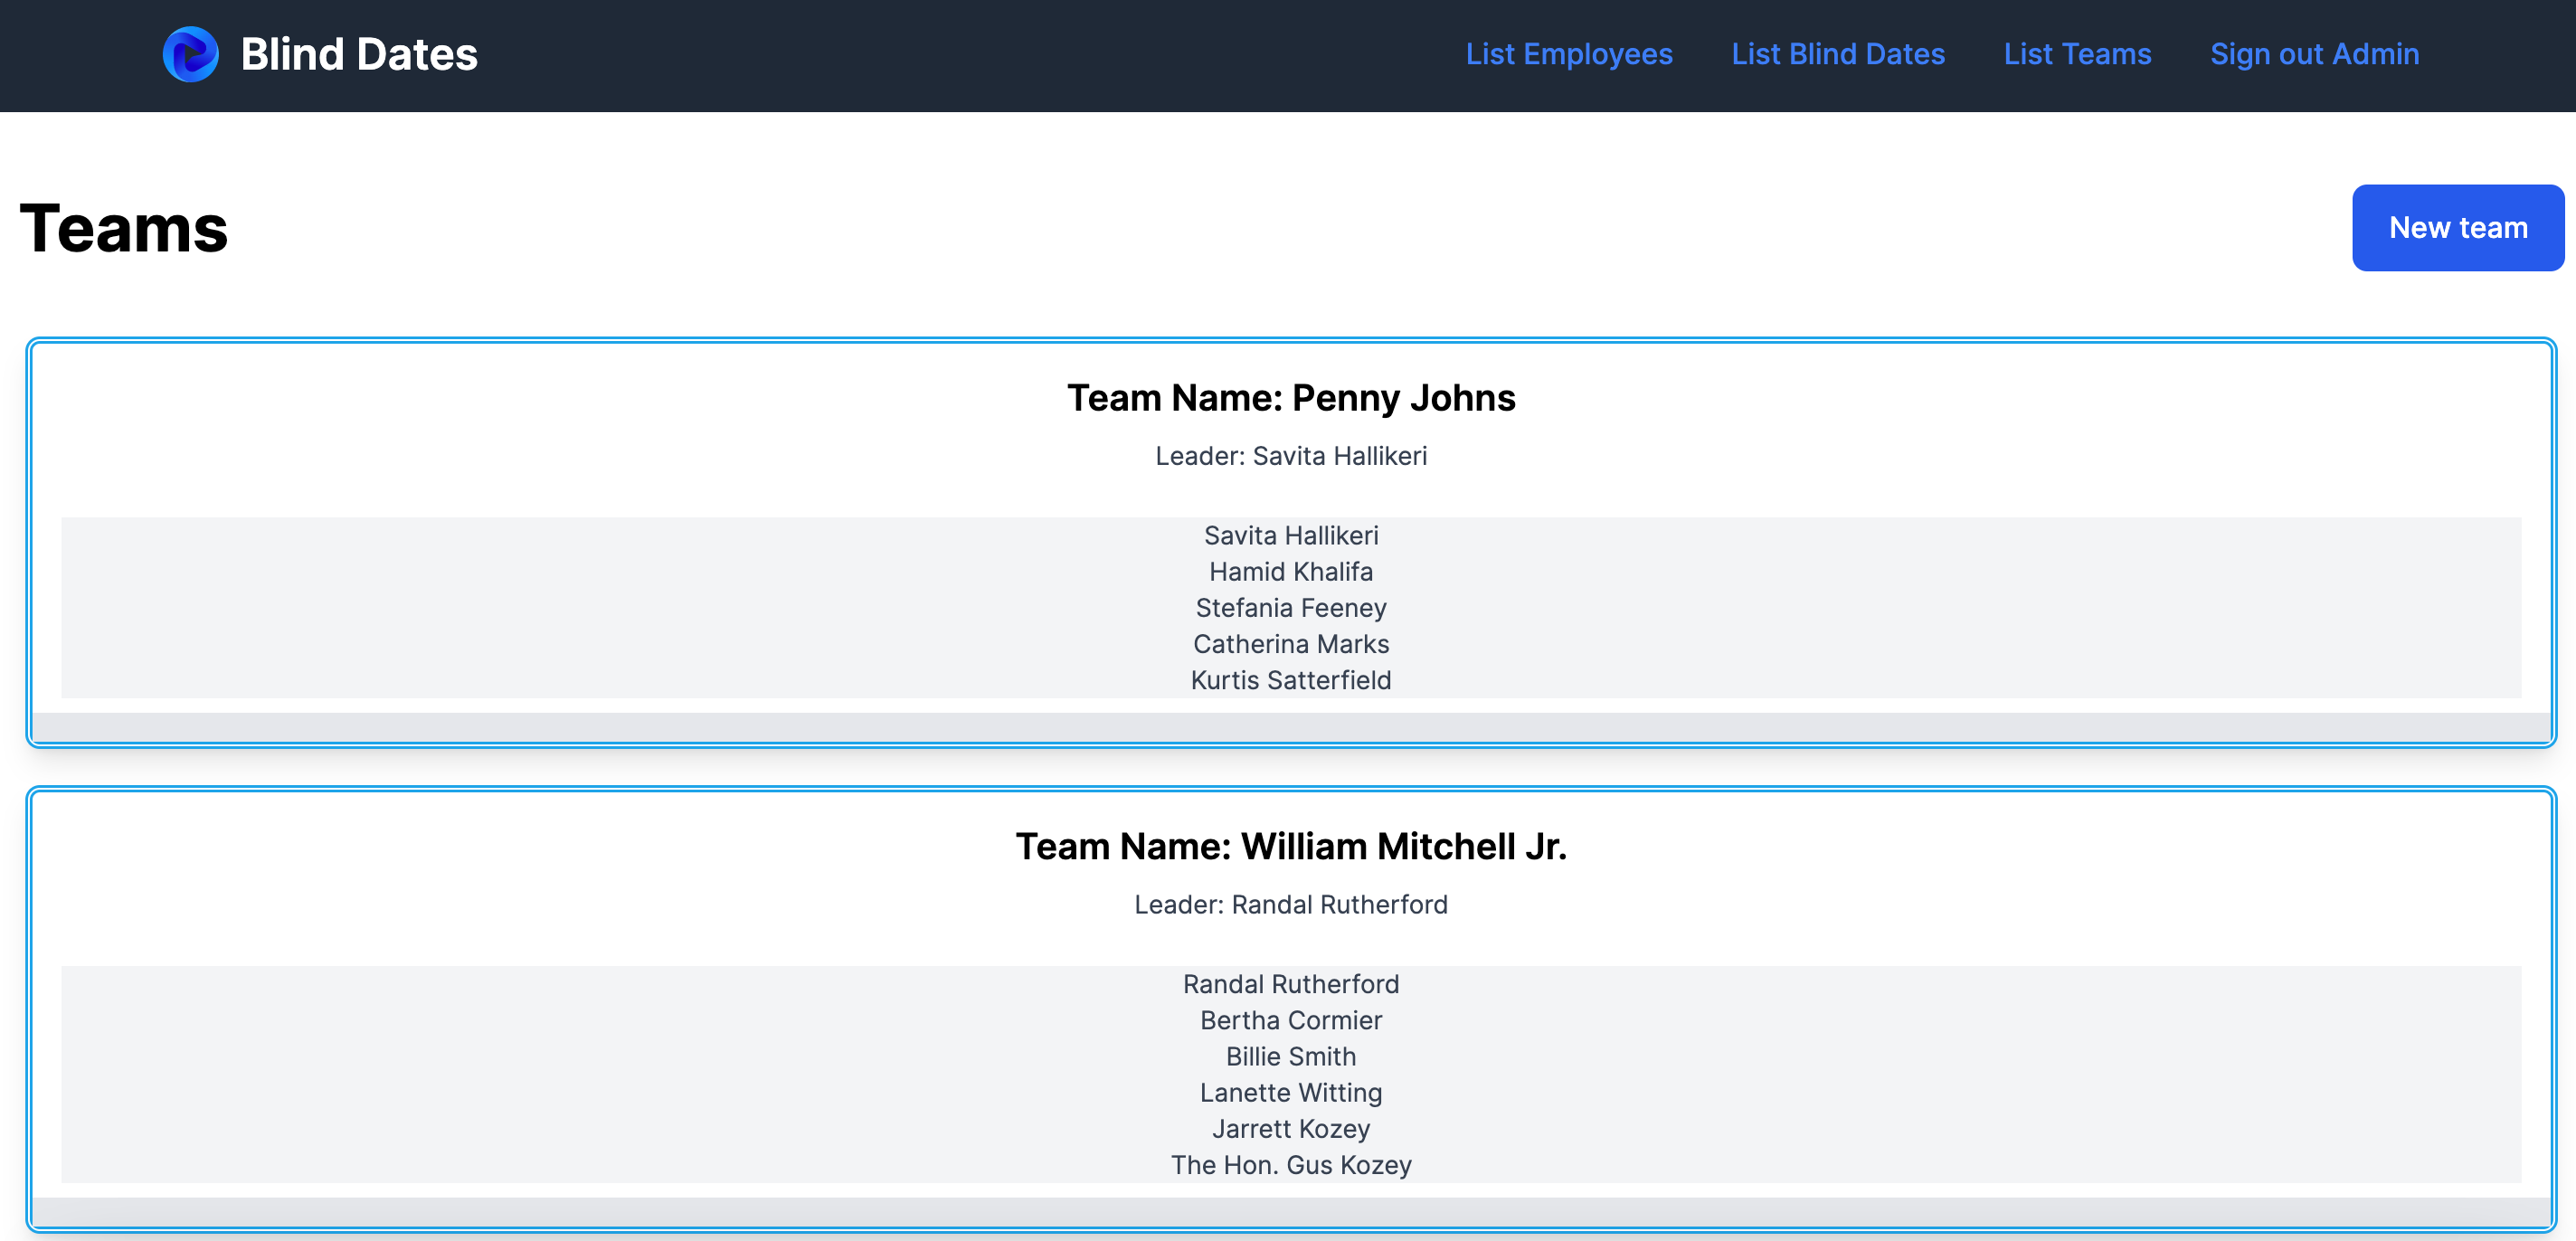 Blind Dates
List Employees
List Blind Dates
List Teams
Sign out Admin
Teams
New team
Team Name: Penny Johns
Leader: Savita Hallikeri
Savita Hallikeri
Hamid Khalifa
Stefania Feeney
Catherina Marks
Kurtis Satterfield
Team Name: William Mitchell Jr.
Leader: Randal Rutherford
Randal Rutherford
Bertha Cormier
Billie Smith
Lanette Witting
Jarrett Kozey
The Hon. Gus Kozey